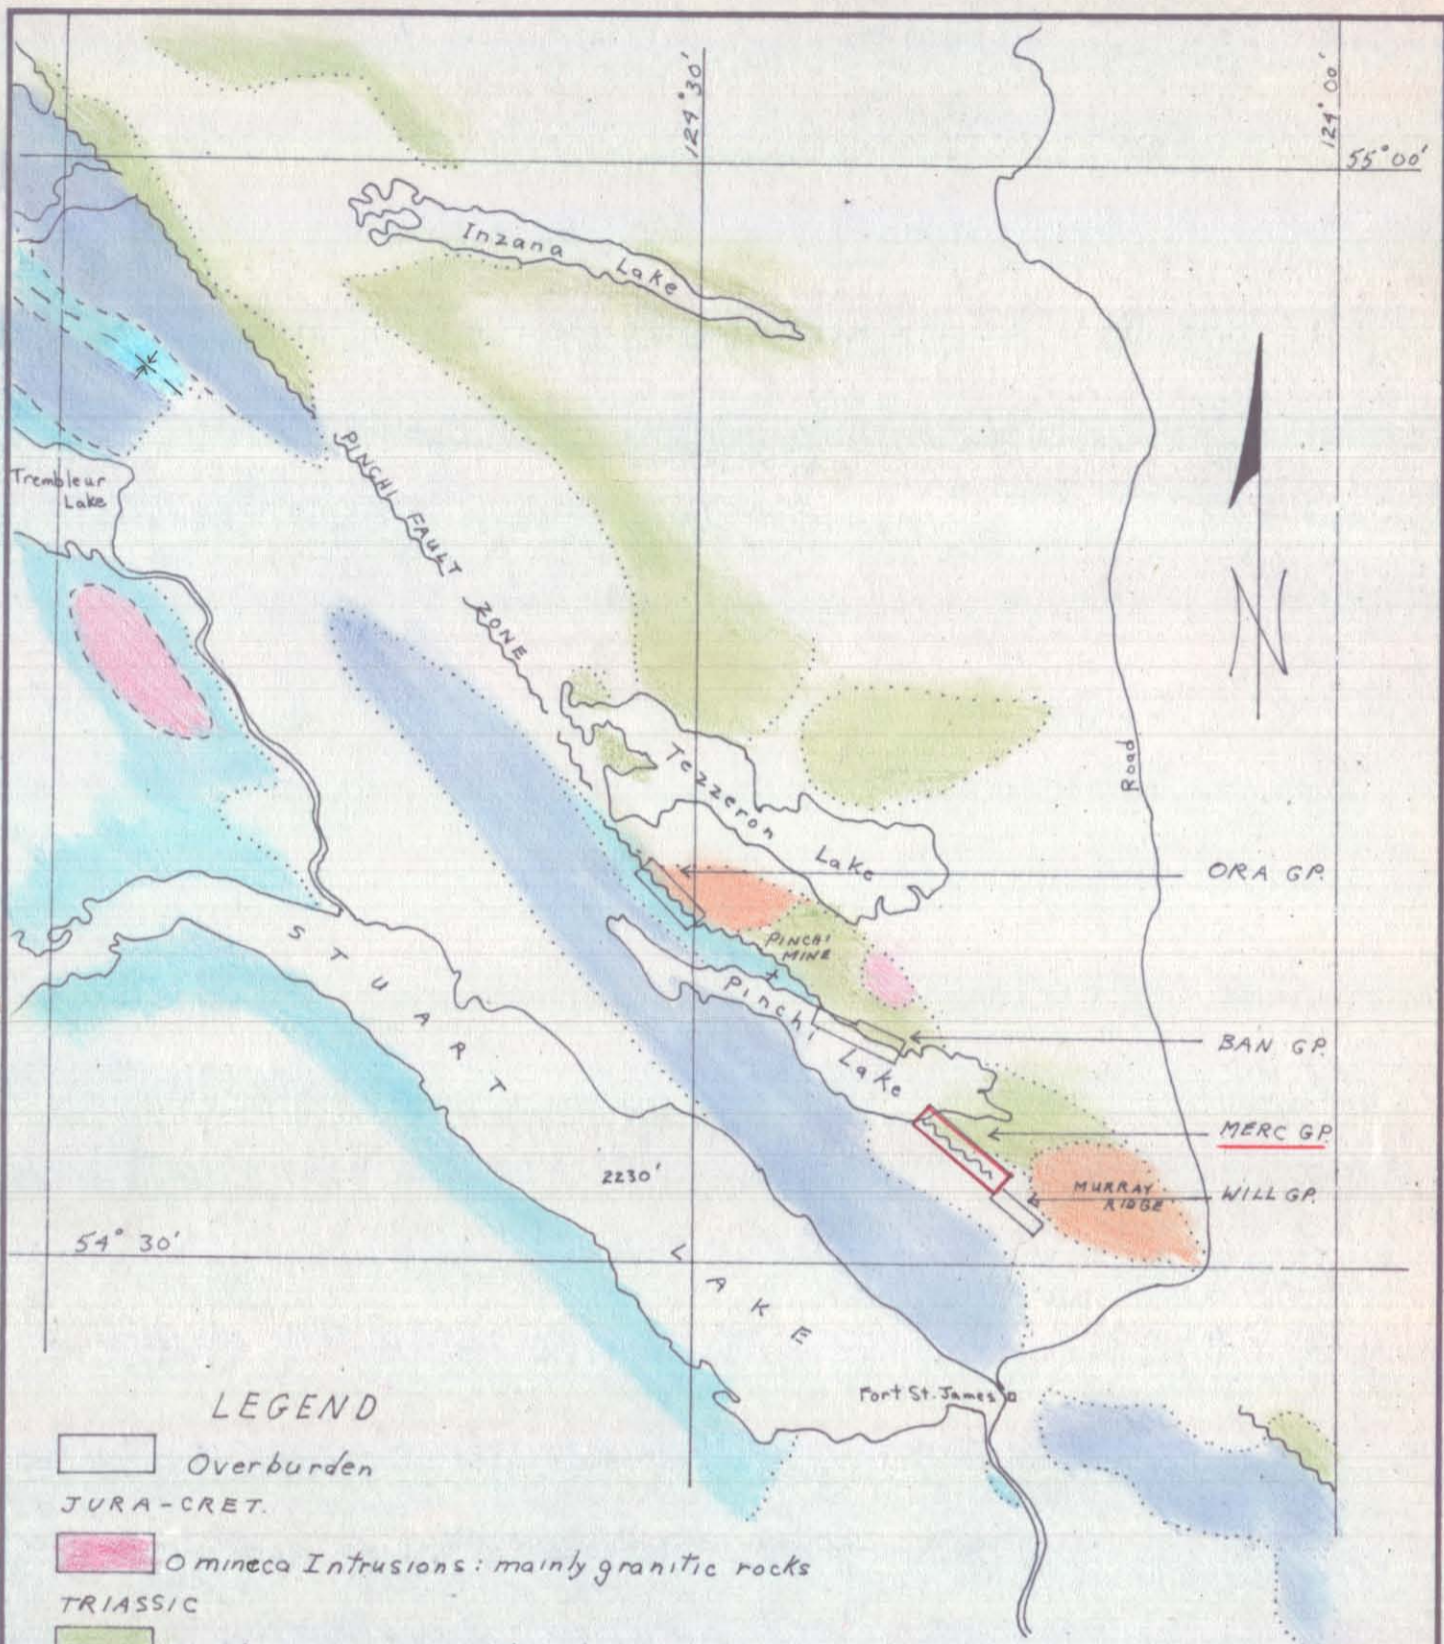 124° 30'
124° 00'
55° 00'
Inzana Lake
PINCHI FAULT ZONE
Trembleur
Lake
Tezzeron Lake
Road
ORA GP.
PINCHI
MINE
STUART
Pinchi Lake
BAN GP.
MERC GP.
2230'
MURRAY
RIDGE
WILL GP.
54° 30'
LAKE
N
Fort St. James
LEGEND
Overburden
JURA-CRET.
Omineca Intrusions: mainly granitic rocks
TRIASSIC